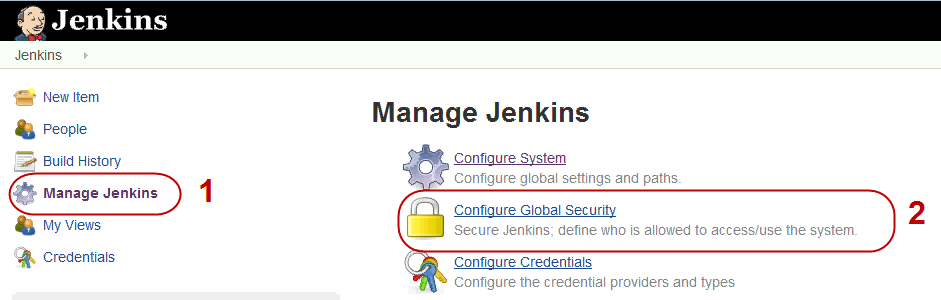 Jenkins
Jenkins
New Item
People
Build History
Manage Jenkins
1
My Views
Credentials
Manage Jenkins
Configure System
Configure global settings and paths.
Configure Global Security
Secure Jenkins; define who is allowed to access/use the system.
2
Configure Credentials
Configure the credential providers and types